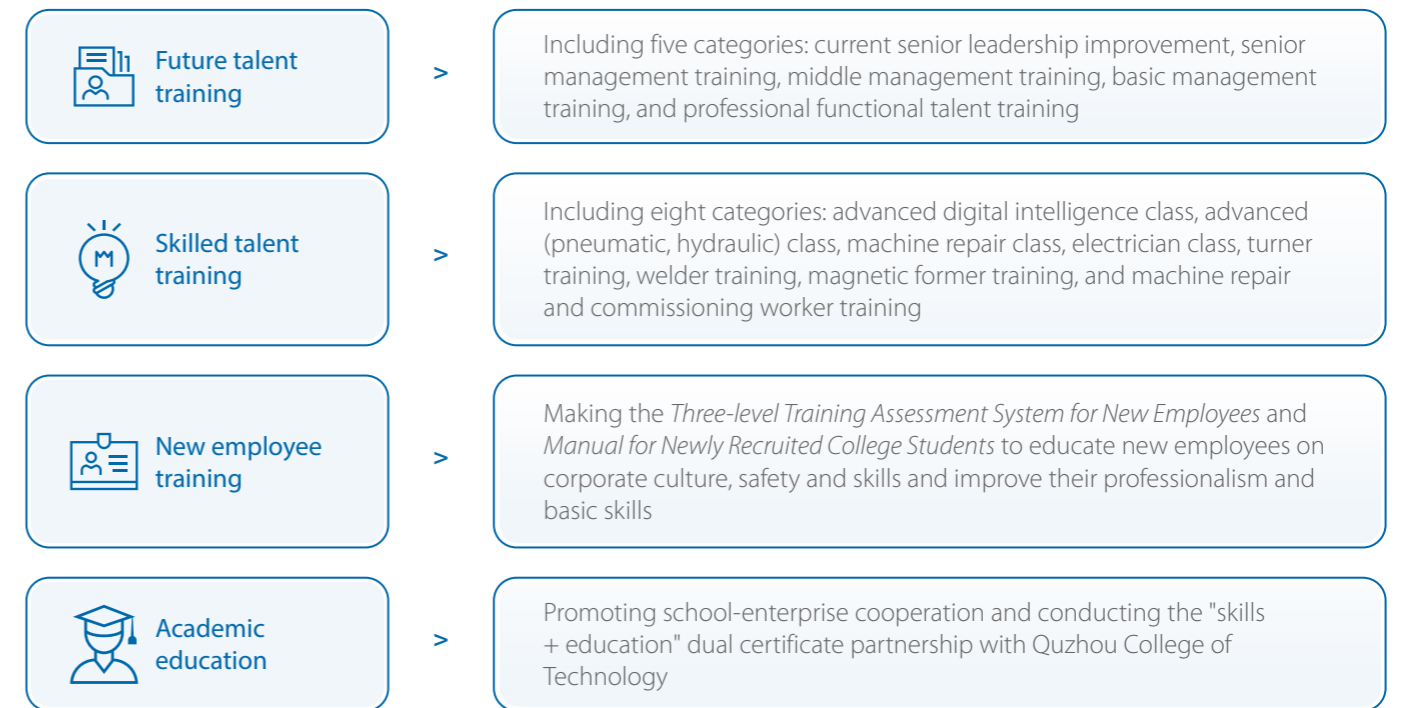 Future talent
training
>
Including five categories: current senior leadership improvement, senior
management training, middle management training, basic management
training, and professional functional talent training
Skilled talent
training
>
Including eight categories: advanced digital intelligence class, advanced
(pneumatic, hydraulic) class, machine repair class, electrician class, turner
training, welder training, magnetic former training, and machine repair
and commissioning worker training
New employee
training
>
Making the Three-level Training Assessment System for New Employees and
Manual for Newly Recruited College Students to educate new employees on
corporate culture, safety and skills and improve their professionalism and
basic skills
Academic
education
>
Promoting school-enterprise cooperation and conducting the "skills
+ education" dual certificate partnership with Quzhou College of
Technology